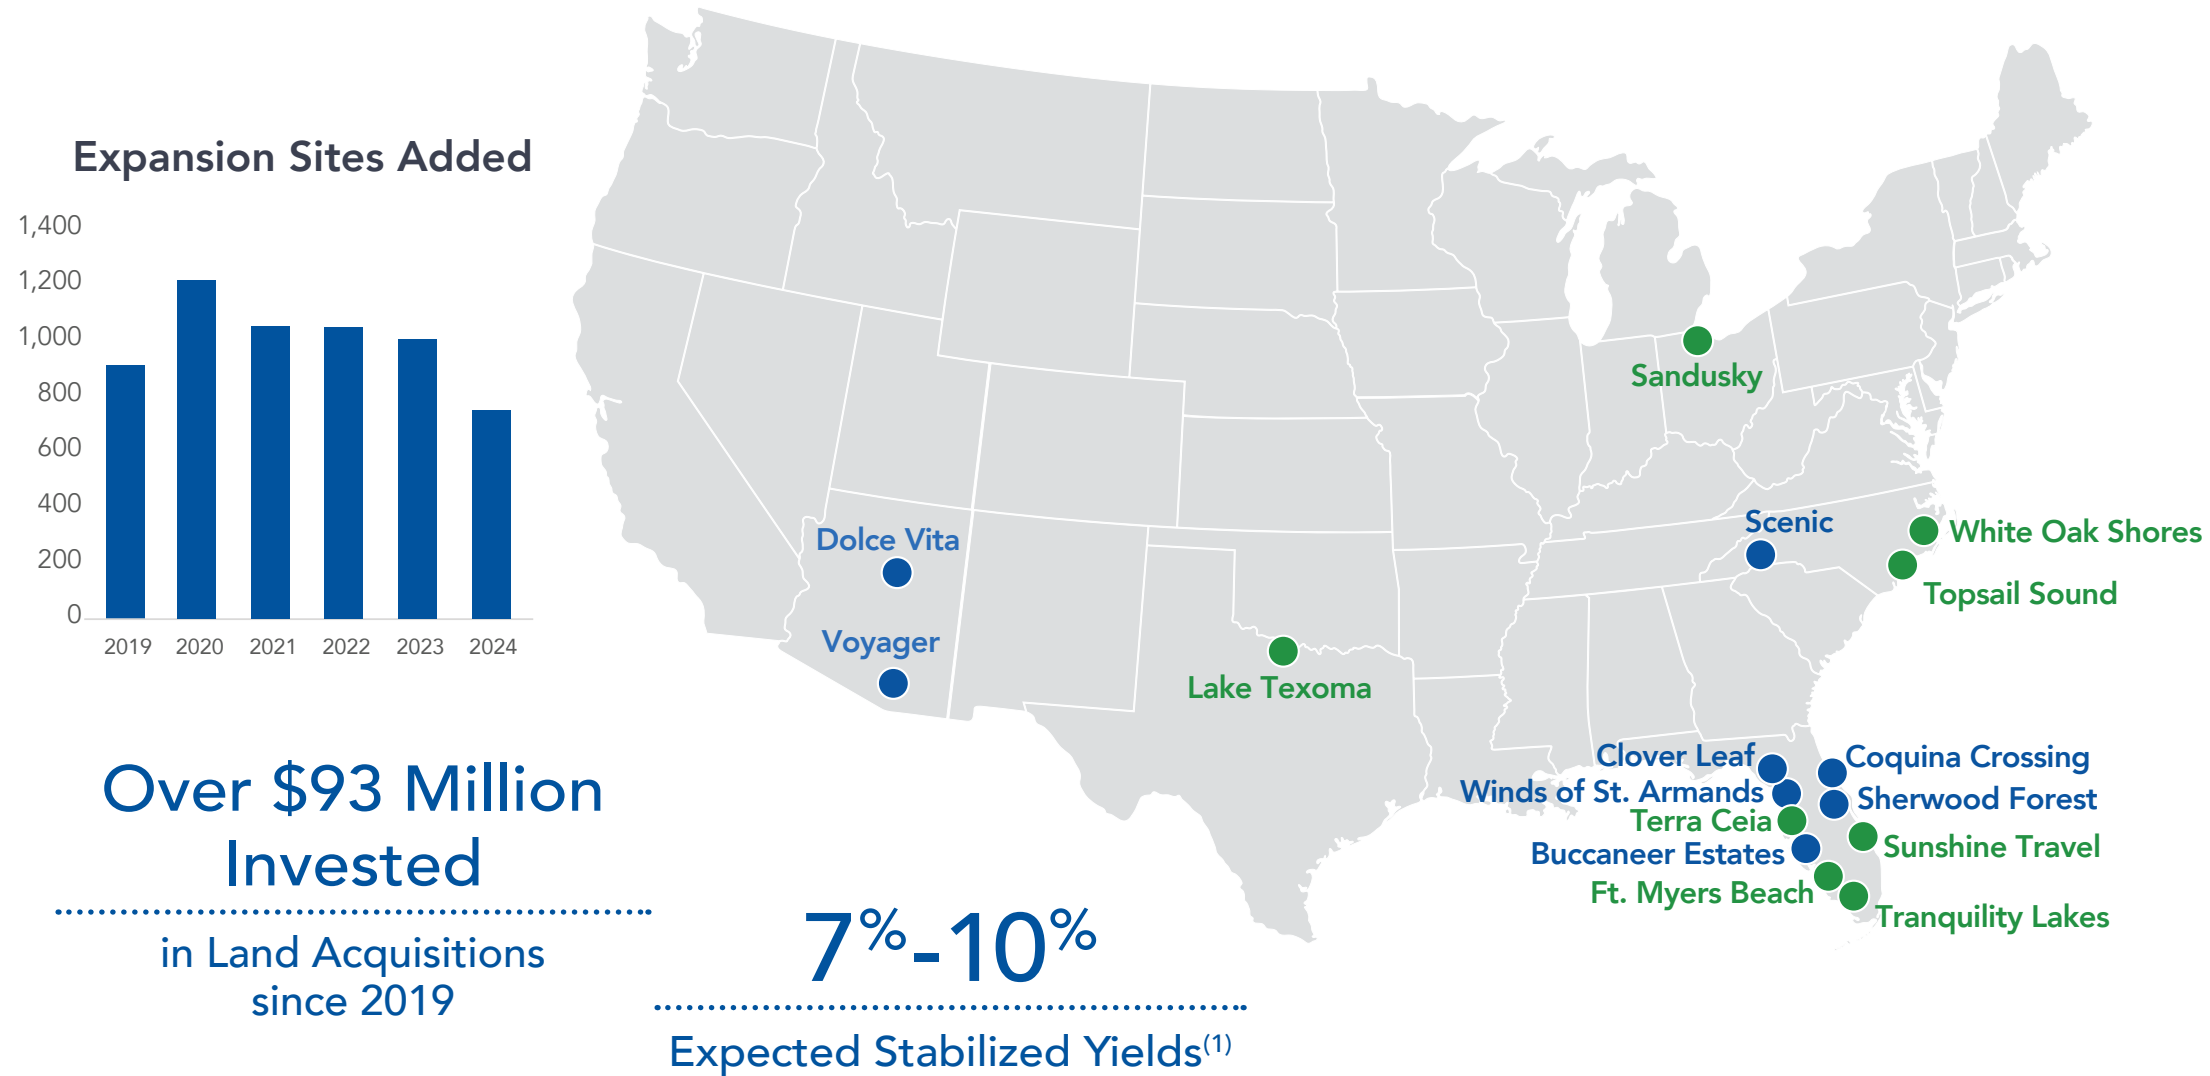 Expansion Sites Added
1,400
1,200
1,000
800
600
400
200
0
2019 2020 2021 2022 2023 2024
Over $93 Million
Invested
in Land Acquisitions
since 2019
7%-10%
Expected Stabilized Yields(1)
Sandusky
Dolce Vita
Voyager
Lake Texoma
Scenic
White Oak Shores
Topsail Sound
Clover Leaf
Coquina Crossing
Winds of St. Armands
Sherwood Forest
Terra Ceia
Sunshine Travel
Buccaneer Estates
Ft. Myers Beach
Tranquility Lakes